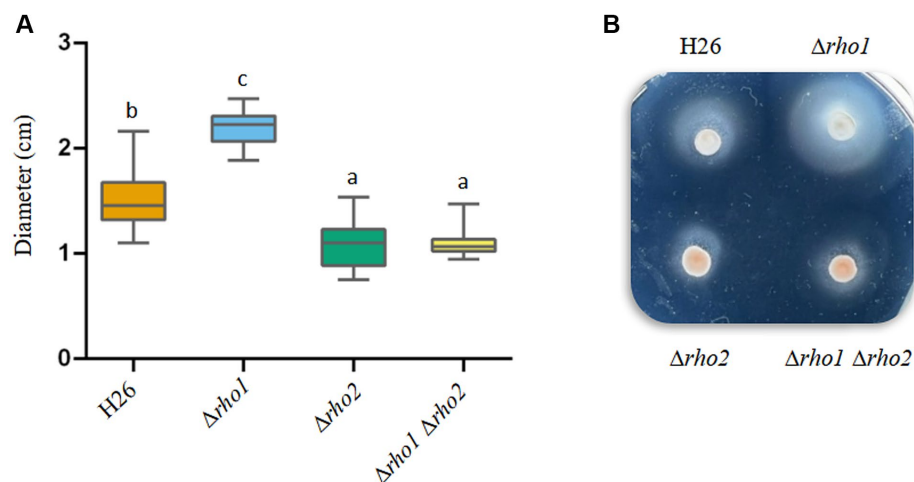 A
B
3
2
1
0
Diameter (cm)
b
c
a
a
H26
Δrho1
Δrho2
Δrho1 Δrho2
H26
Δrho1
Δrho2
Δrho1 Δrho2